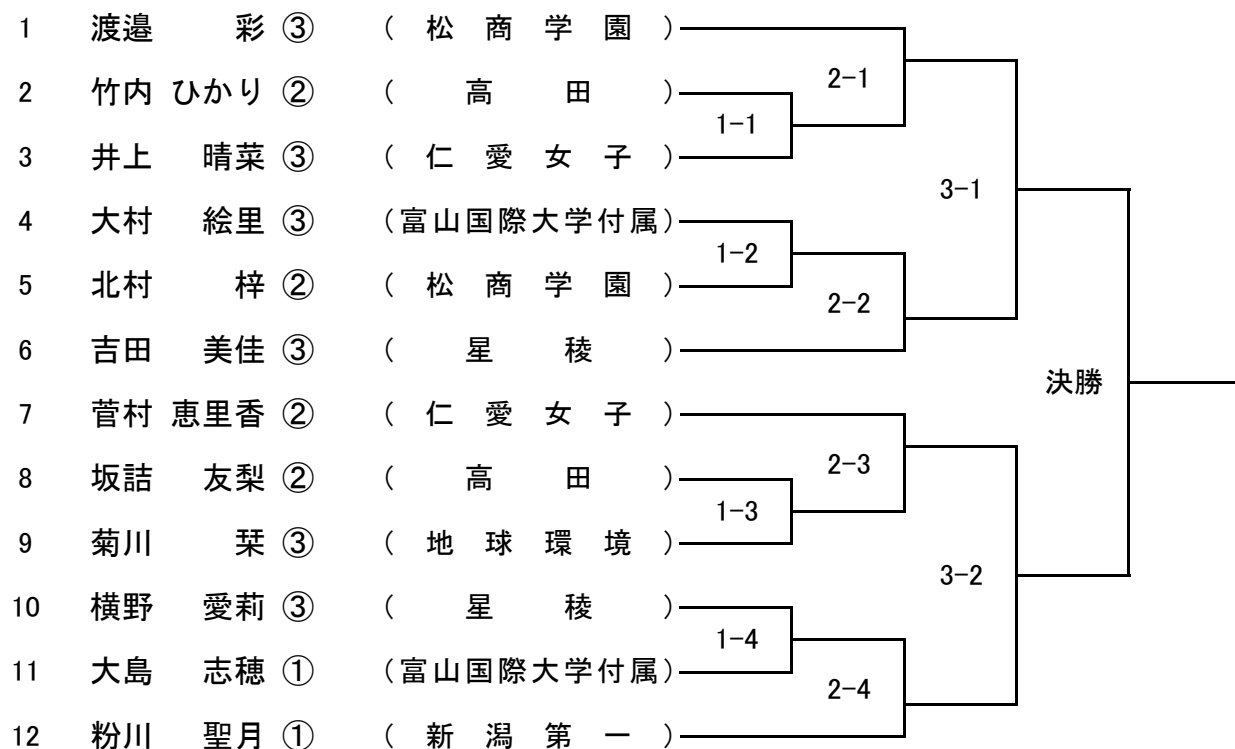 1 渡邉 彩 ③ ( 松 商 学 園 )
2-1
2 竹内 ひかり ② ( 高 田 )
1-1
3 井上 晴菜 ③ ( 仁 愛 女 子 )
3-1
4 大村 絵里 ③ (富山国際大学付属)
1-2
5 北村 梓 ② ( 松 商 学 園 )
2-2
6 吉田 美佳 ③ ( 星 稜 )
決勝
7 菅村 恵里香 ② ( 仁 愛 女 子 )
2-3
8 坂詰 友梨 ② ( 高 田 )
1-3
9 菊川 栞 ③ ( 地 球 環 境 )
3-2
10 横野 愛莉 ③ ( 星 稜 )
1-4
11 大島 志穂 ① (富山国際大学付属)
2-4
12 粉川 聖月 ① ( 新 潟 第 一 )